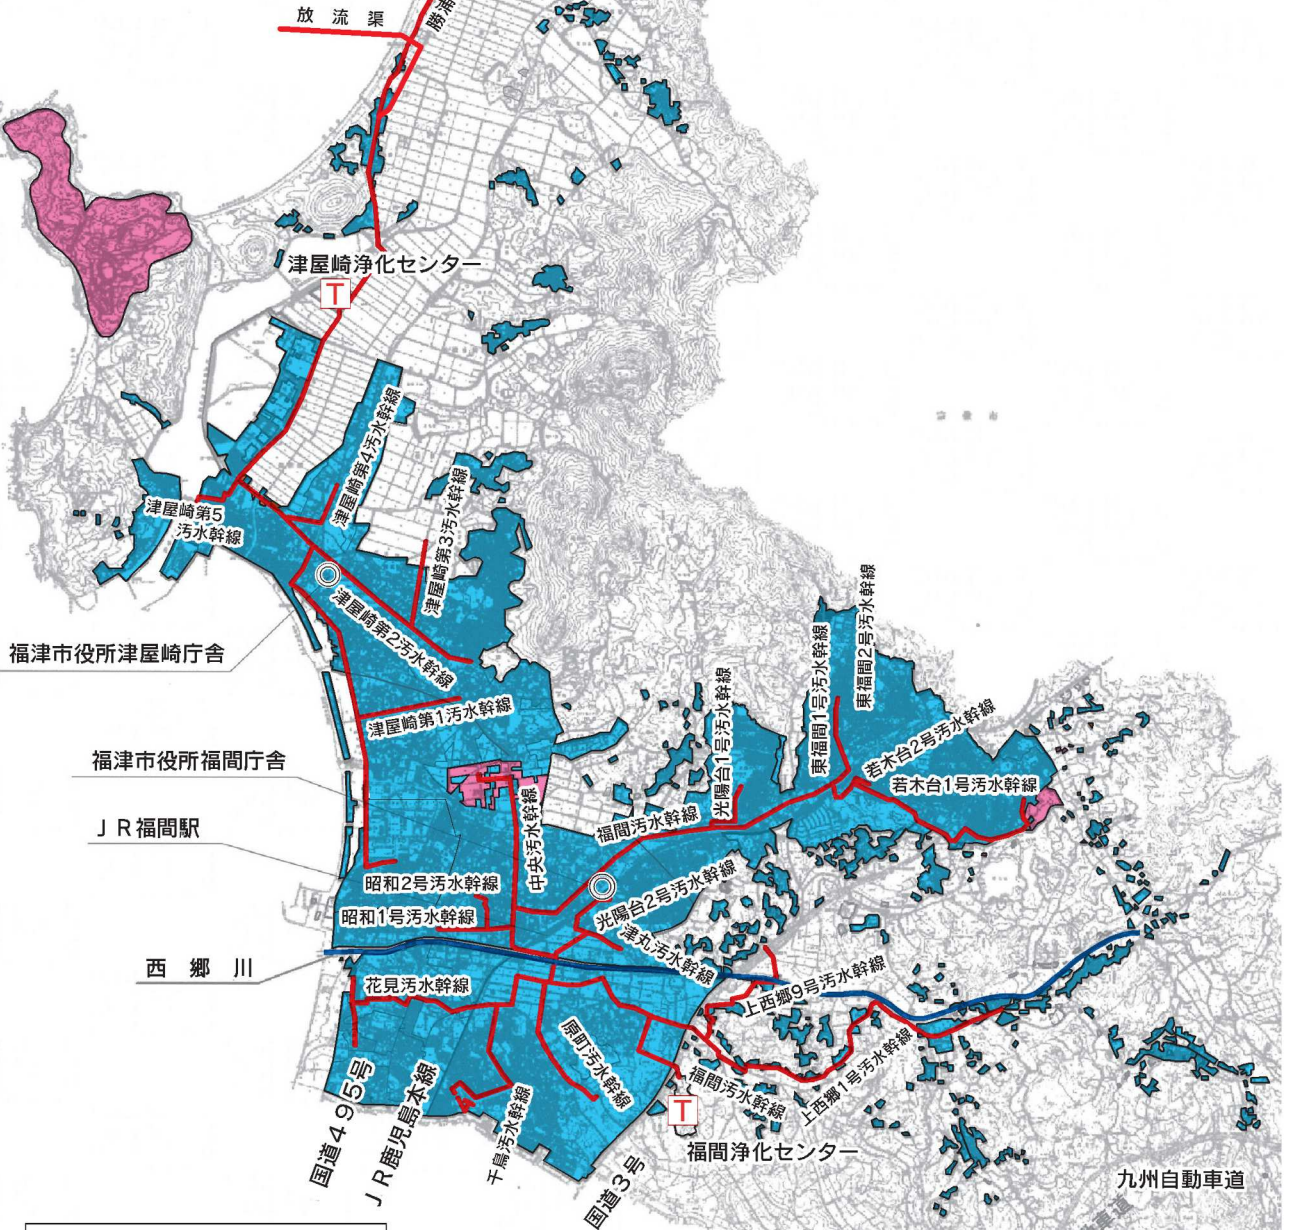 放流渠
勝浦
津屋崎浄化センター
T
津屋崎第4汚水幹線
津屋崎第3汚水幹線
津屋崎第5
汚水幹線
津屋崎第2汚水幹線
福津市役所津屋崎庁舎
津屋崎第1汚水幹線
東福間2号汚水幹線
東福間1号汚水幹線
光陽台1号汚水幹線
若木台2号汚水幹線
若木台1号汚水幹線
福津市役所福間庁舎
中央汚水幹線
福間汚水幹線
JR福間駅
昭和2号汚水幹線
光陽台2号汚水幹線
昭和1号汚水幹線
津丸汚水幹線
西郷川
花見汚水幹線
上西郷9号汚水幹線
原町汚水幹線
上西郷1号汚水幹線
福間汚水幹線
T
福間浄化センター
国道495号
JR鹿児島本線
千鳥汚水幹線
国道3号
九州自動車道